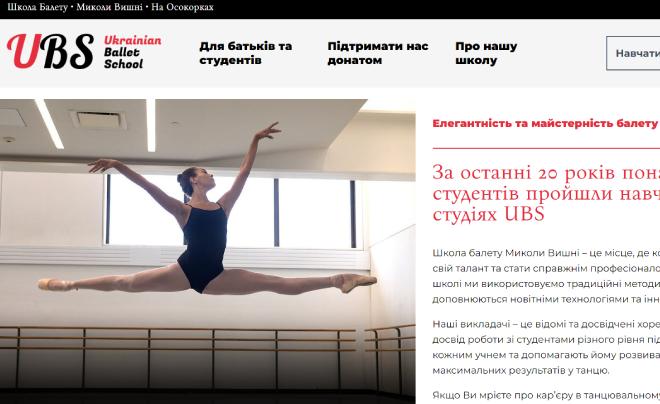 Школа Балету • Миколи Вишні • На Осокорках
UBS
Ukrainian
Ballet
School
Для батьків та
студентів
Підтримати нас
донатом
Про нашу
школу
Навчати
Елегантність та майстерність балету
За останні 20 років пона
студентів пройшли навч
студіях UBS
Школа балету Миколи Вишні – це місце, де ко
свій талант та стати справжнім професіонало
школі ми використовуємо традиційні методи
доповнюються новітніми технологіями та інн
Наші викладачі – це відомі та досвідчені хоре
досвід роботи зі студентами різного рівня під
кожним учнем та допомагають йому розвива
максимальних результатів у танцю.
Якщо Ви мрієте про кар'єру в танцювальному